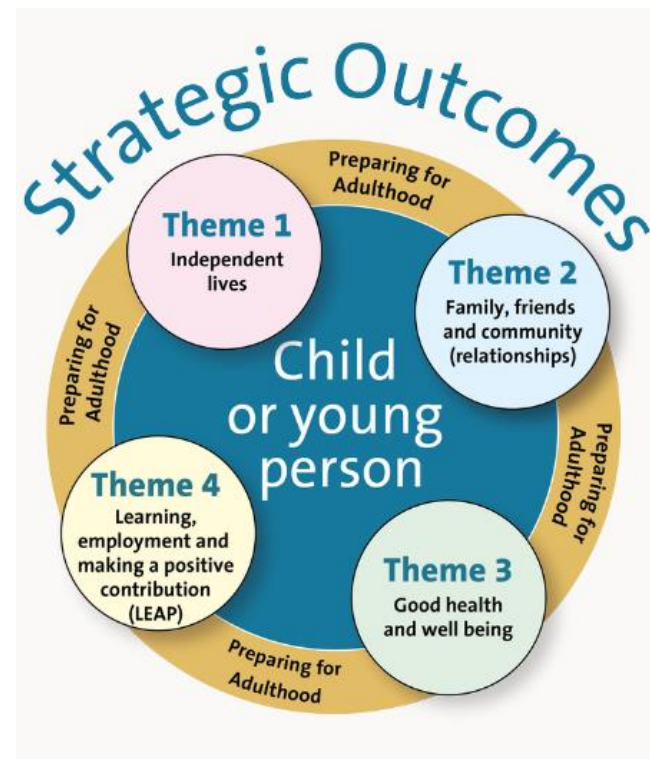 Strategic Outcomes
Preparing for
Adulthood
Theme 1
Independent
lives
Theme 2
Family, friends
and community
(relationships)
Preparing for
Adulthood
Child
or young
person
Preparing for
Adulthood
Theme 4
Learning,
employment and
making a positive
contribution
(LEAP)
Theme 3
Good health
and well being
Preparing for
Adulthood